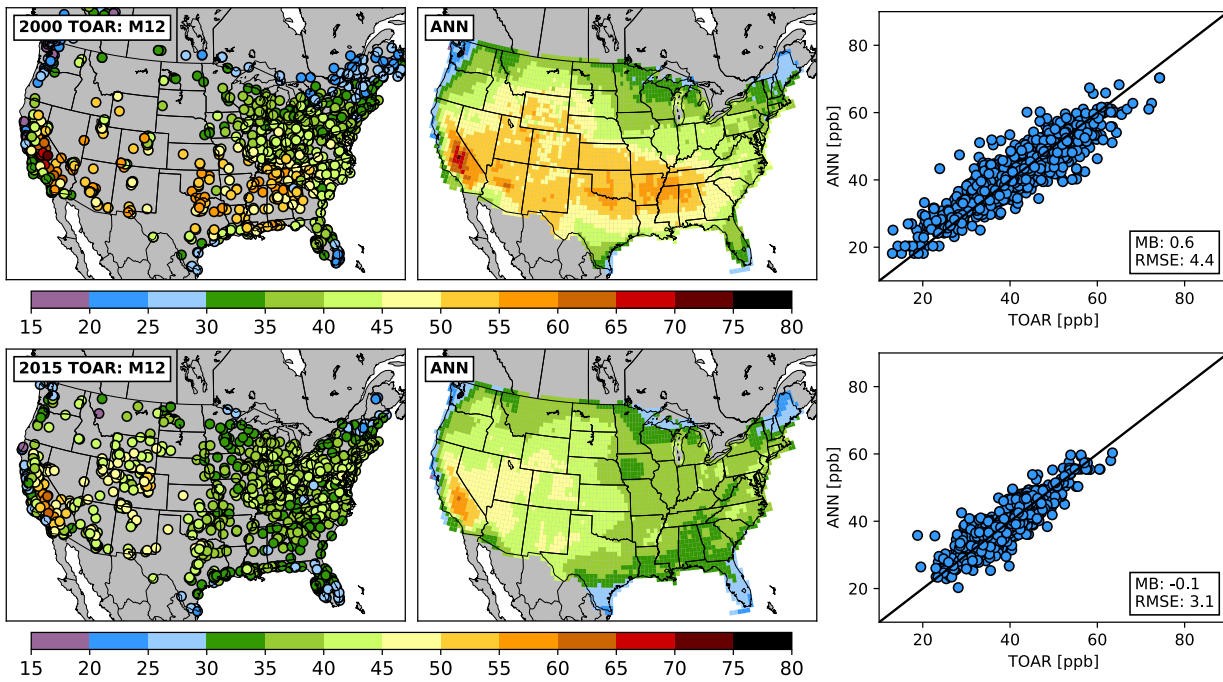 2000 TOAR: M12
ANN
80
60
40
20
ANN [ppb]
MB: 0.6
RMSE: 4.4
20 40 60 80
TOAR [ppb]
15 20 25 30 35 40 45 50 55 60 65 70 75 80
2015 TOAR: M12
ANN
80
60
40
20
ANN [ppb]
MB: -0.1
RMSE: 3.1
20 40 60 80
TOAR [ppb]
15 20 25 30 35 40 45 50 55 60 65 70 75 80